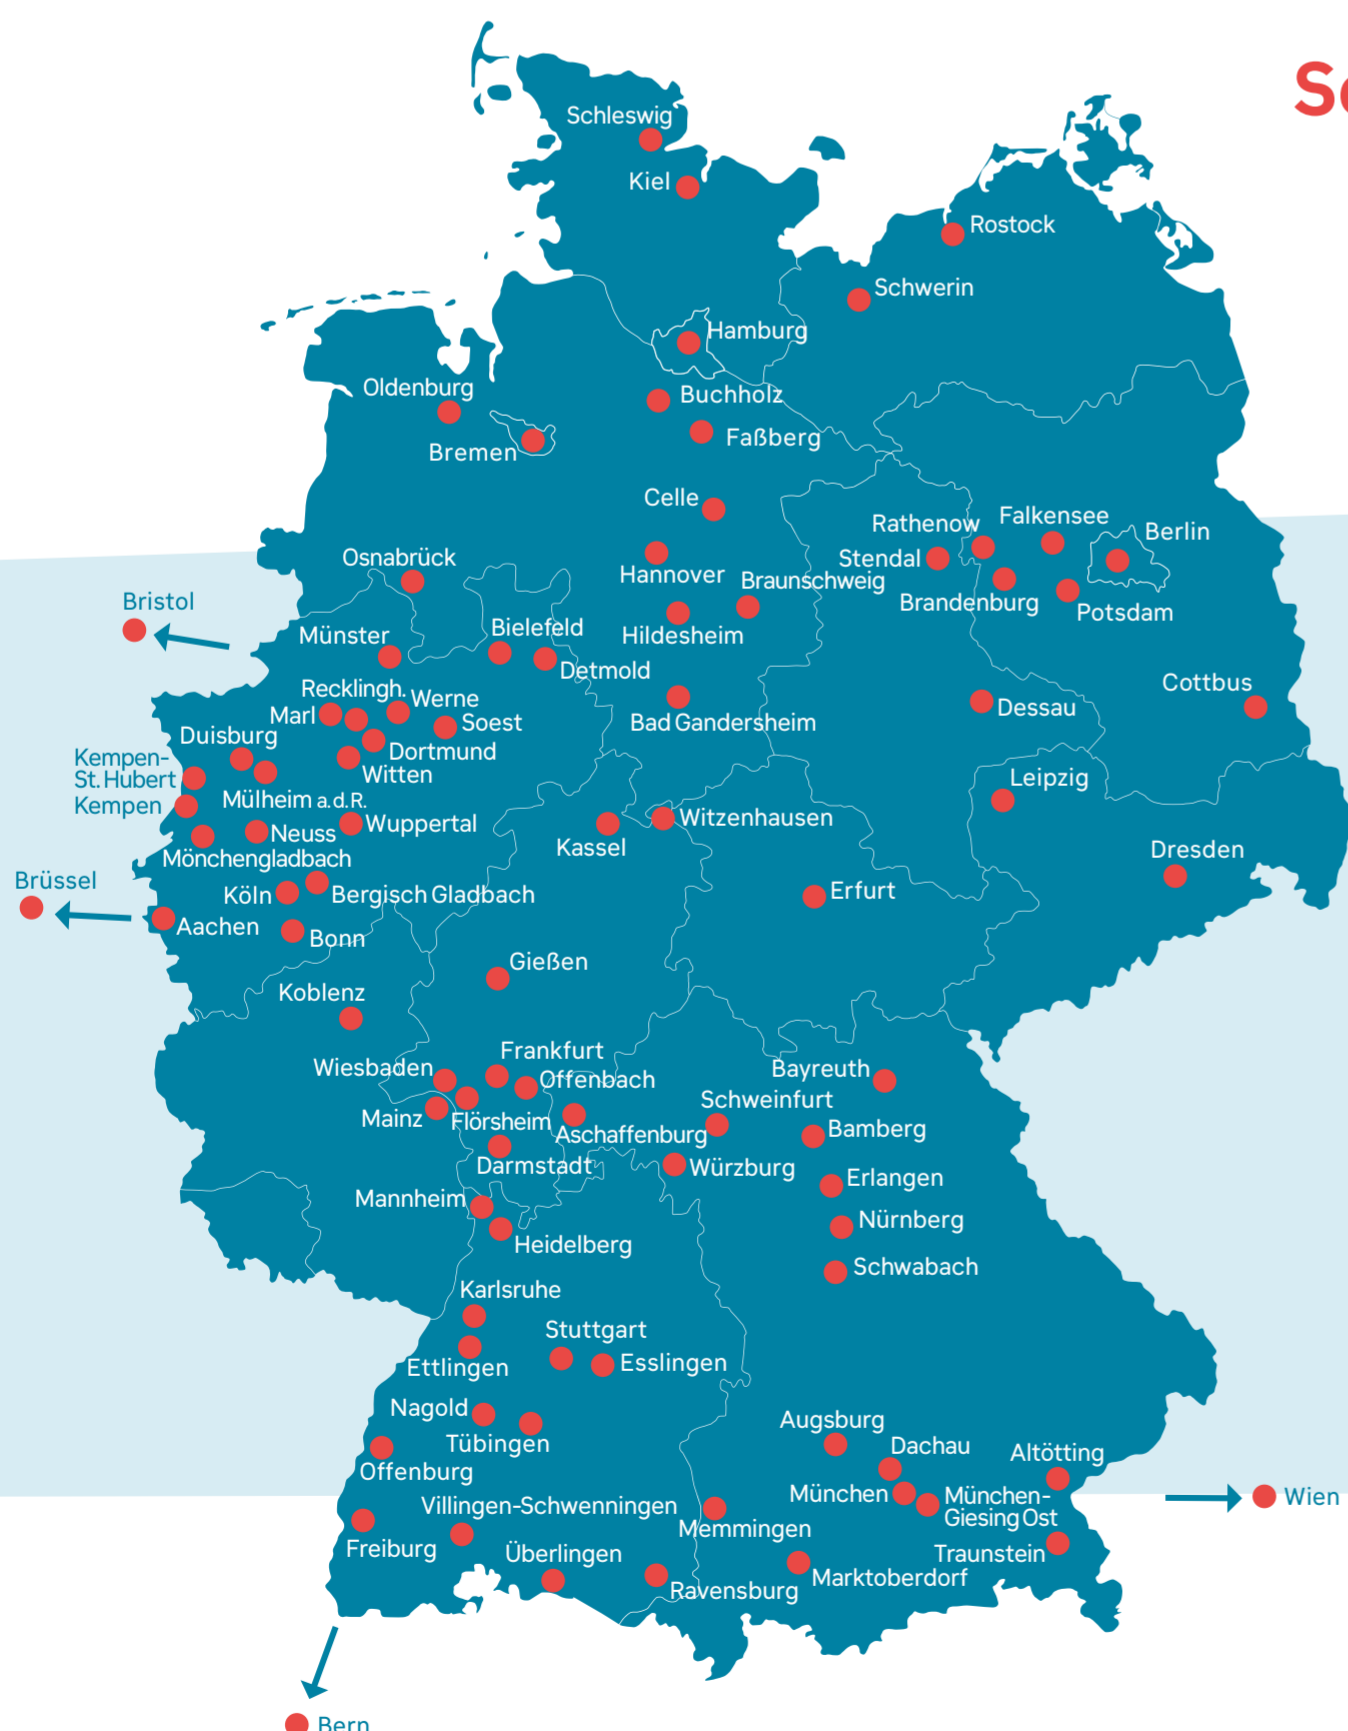 Schleswig
Kiel
Rostock
Schwerin
Hamburg
Buchholz
Oldenburg
Faßberg
Bremen
Celle
Rathenow
Falkensee
Berlin
Osnabrück
Stendal
Hannover
Braunschweig
Brandenburg
Potsdam
Bristol
Münster
Bielefeld
Hildesheim
Detmold
Cottbus
Recklingh.
Werne
Marl
Soest
Bad Gandersheim
Dessau
Duisburg
Dortmund
Kempen-
St. Hubert
Witten
Leipzig
Kempen
Mülheim a.d.R.
Neuss
Wuppertal
Kassel
Witzenhausen
Mönchengladbach
Dresden
Brüssel
Köln
Bergisch Gladbach
Erfurt
Aachen
Bonn
Gießen
Koblenz
Frankfurt
Wiesbaden
Offenbach
Bayreuth
Schweinfurt
Mainz
Flörsheim
Aschaffenburg
Bamberg
Darmstadt
Würzburg
Erlangen
Mannheim
Nürnberg
Heidelberg
Schwabach
Karlsruhe
Stuttgart
Ettlingen
Esslingen
Nagold
Tübingen
Augsburg
Dachau
Altötting
Offenburg
München
München-
Giesing Ost
Wien
Villingen-Schwenningen
Memmingen
Freiburg
Überlingen
Traunstein
Ravensburg
Marktoberdorf
Bern